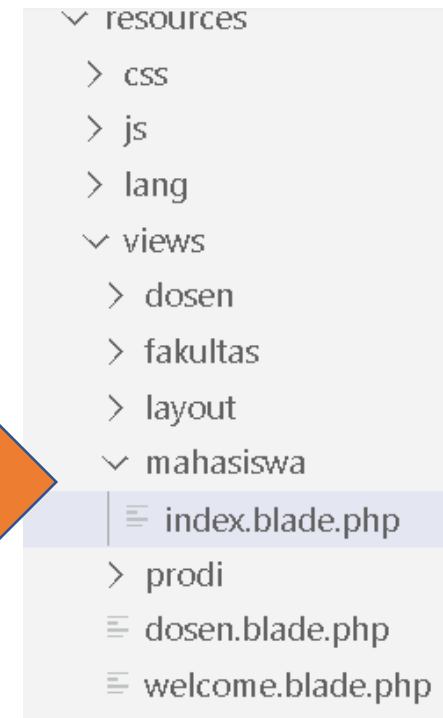 resources
css
js
lang
views
dosen
fakultas
layout
mahasiswa
index.blade.php
prodi
dosen.blade.php
welcome.blade.php